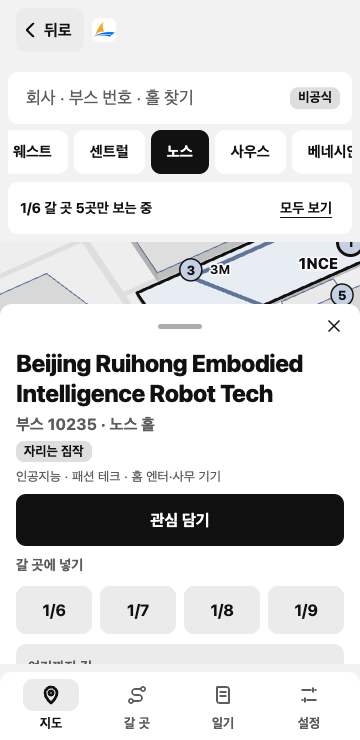 뒤로
회사 · 부스 번호 · 홀 찾기
비공식
웨스트 센트럴 노스 사우스
1/6 갈 곳 5곳만 보는 중 모두 보기
3 3M 1NCE
5
Beijing Ruihong Embodied
Intelligence Robot Tech
부스 10235 · 노스 홀
자리는 짐작
인공지능 · 패션 테크 · 홈 엔터·사무 기기
관심 담기
갈 곳에 넣기
1/6 1/7 1/8 1/9
지도 갈 곳 일기 설정